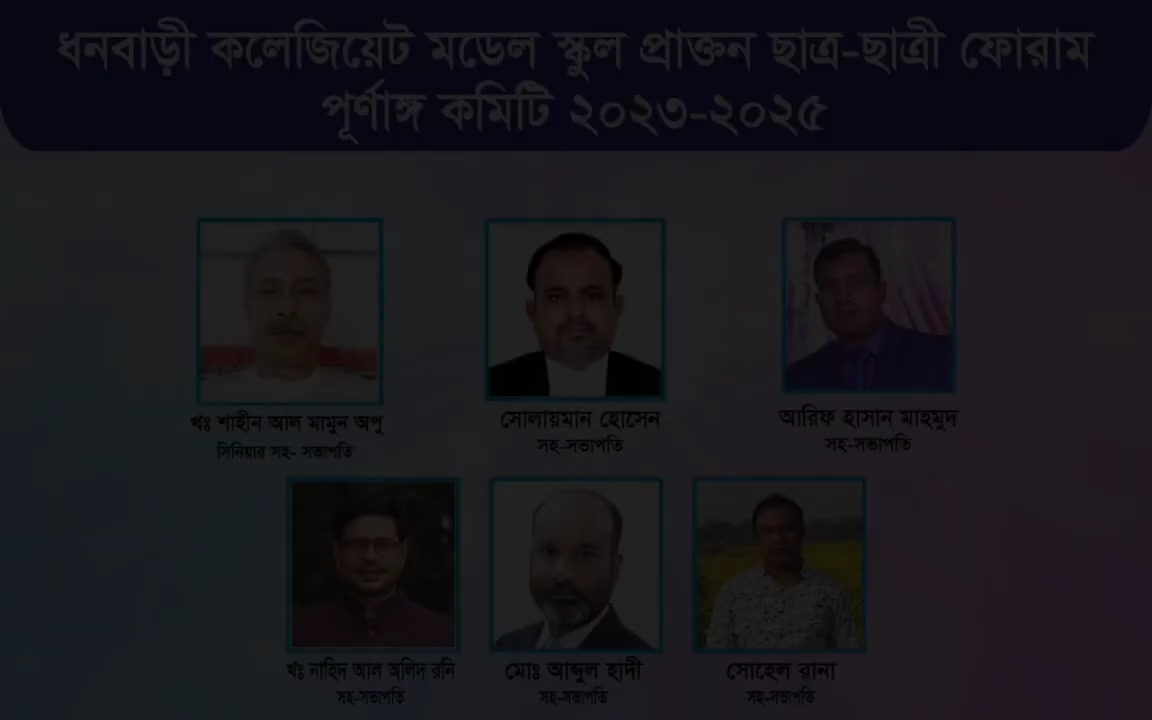 ধনবাড়ী কলেজিয়েট মডেল স্কুল প্রাক্তন ছাত্র-ছাত্রী ফোরাম
পূর্ণাঙ্গ কমিটি ২০২৩-২০২৫
খঃ শাহীন আল মামুন অপু
সিনিয়ার সহ- সভাপতি
সোলায়মান হোসেন
সহ-সভাপতি
আরিফ হাসান মাহমুদ
সহ-সভাপতি
খঃ নাহিদ আল অলিদ রনি
সহ-সভাপতি
মোঃ আব্দুল হাদী
সহ-সভাপতি
সোহেল রানা
সহ-সভাপতি